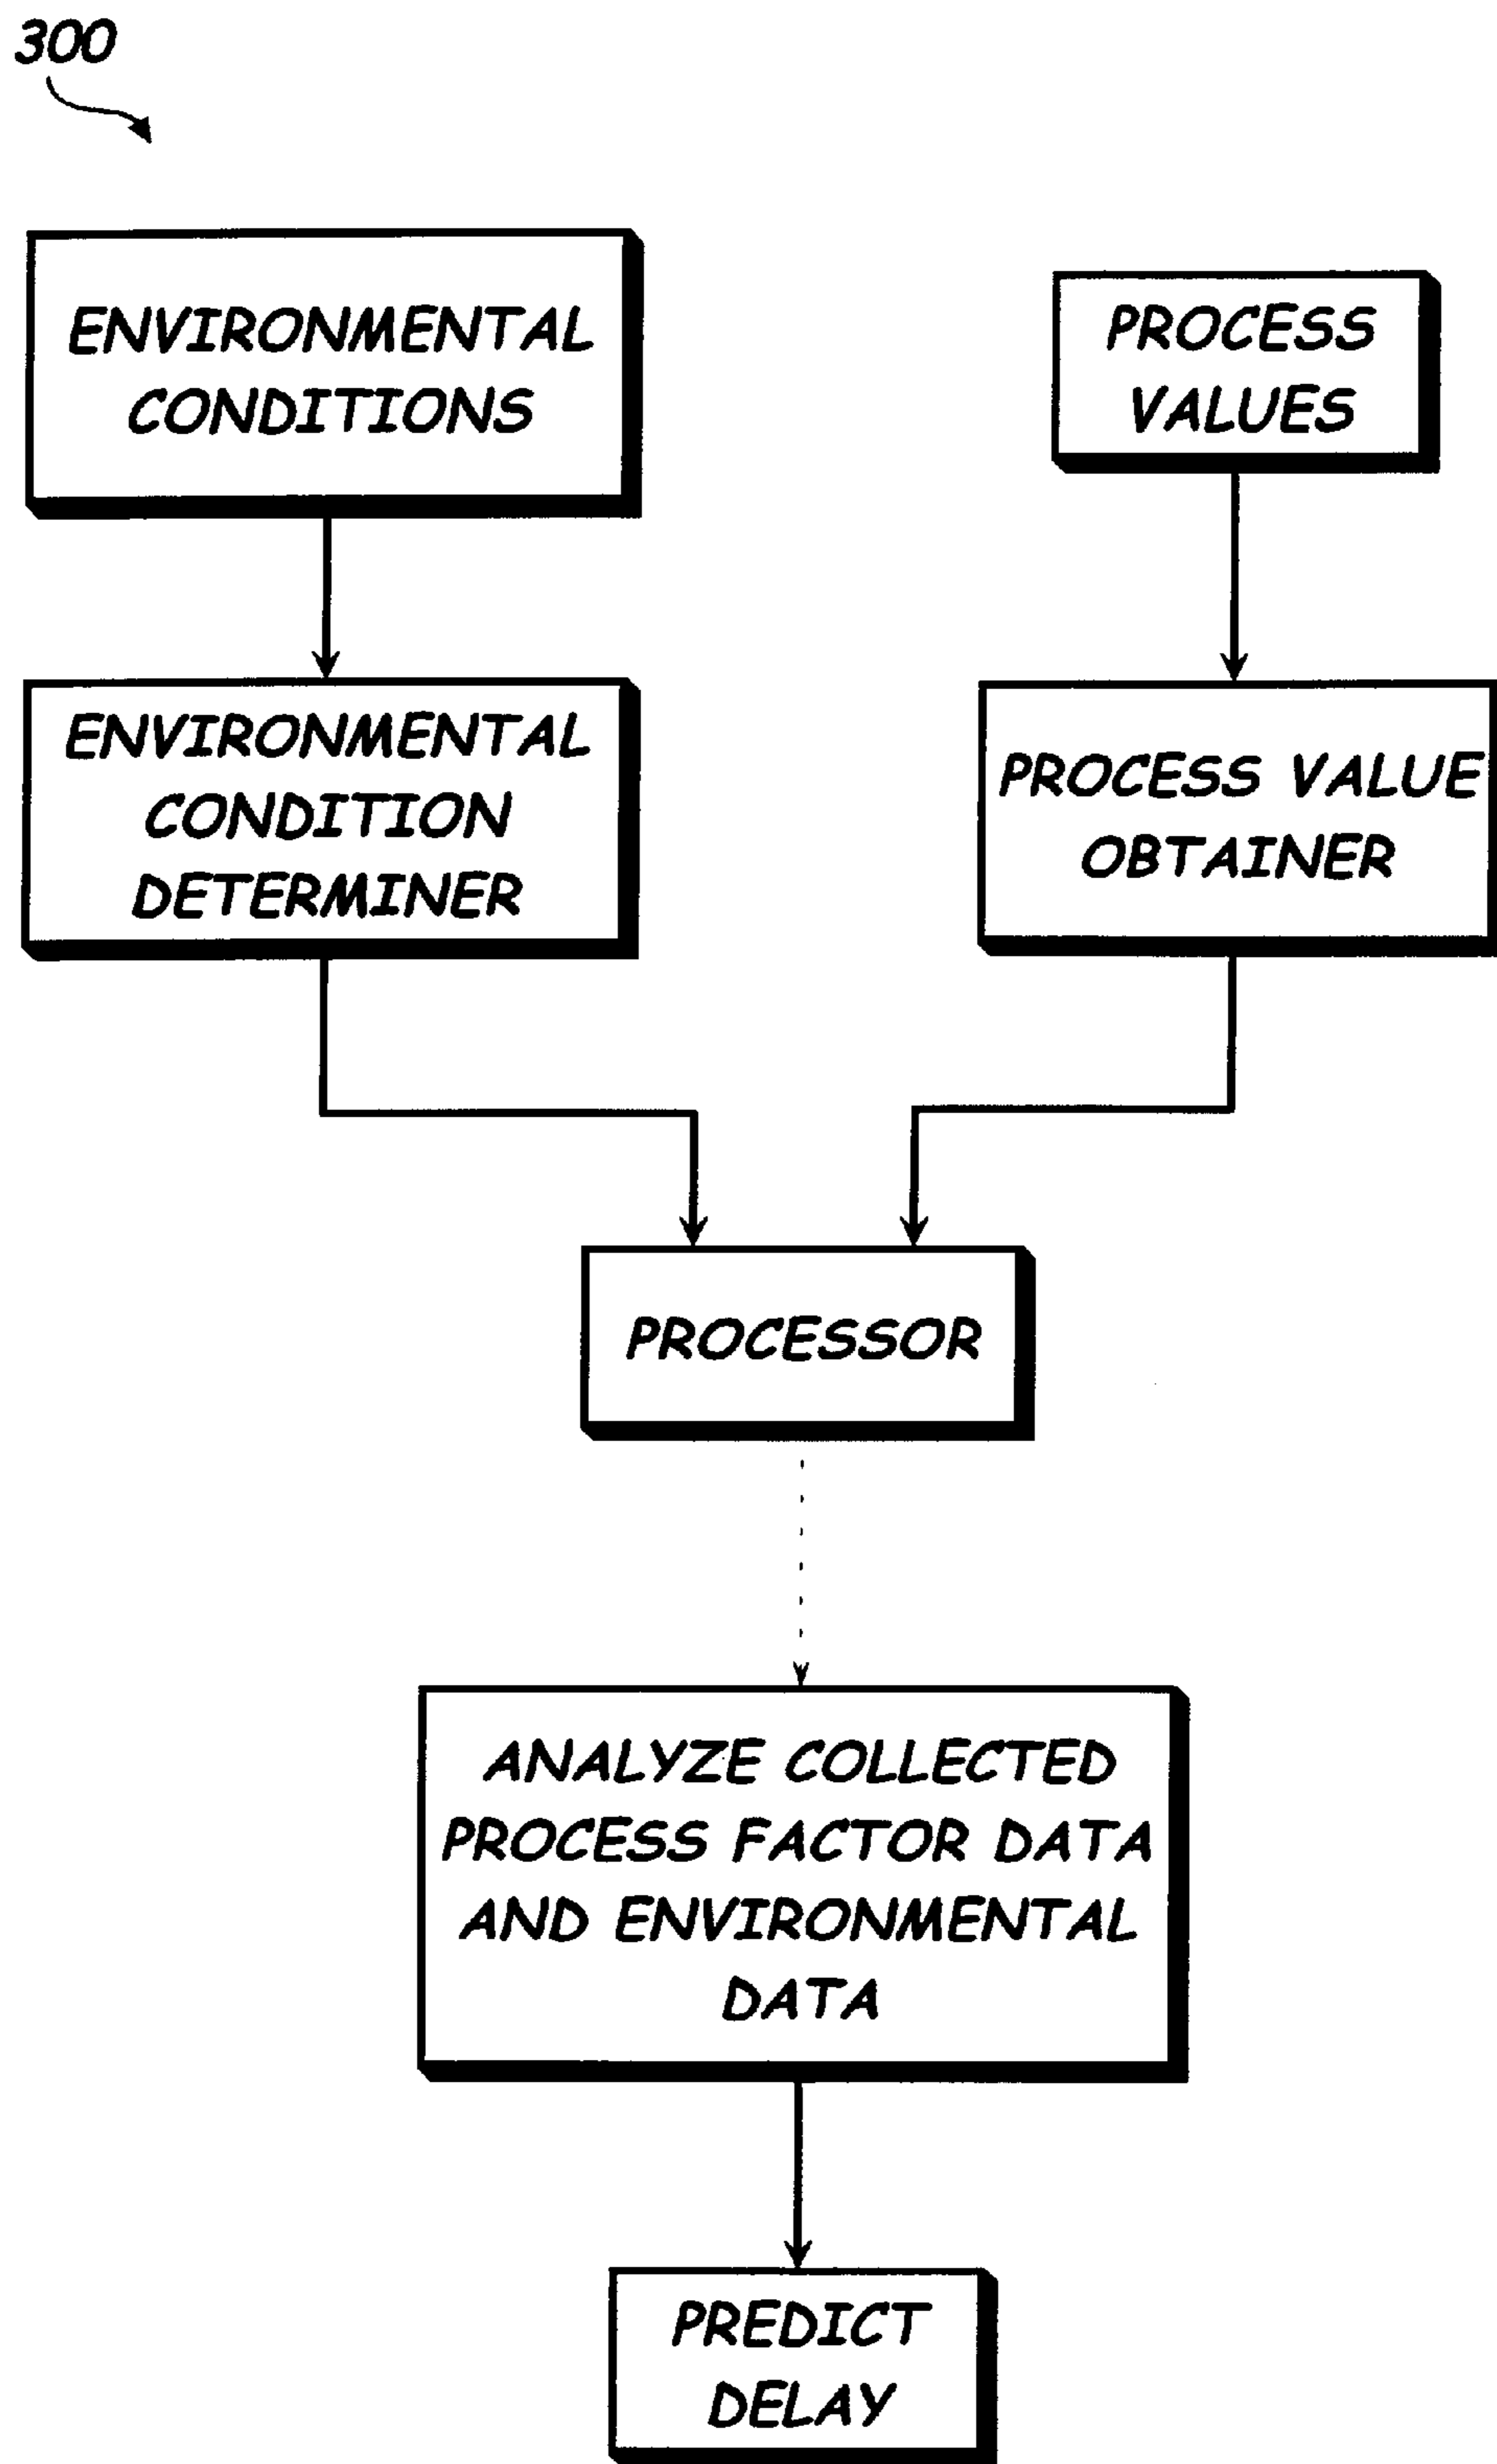 300
ENVIRONMENTAL
CONDITIONS
PROCESS
VALUES
ENVIRONMENTAL
CONDITION
DETERMINER
PROCESS VALUE
OBTAINER
PROCESSOR
ANALYZE COLLECTED
PROCESS FACTOR DATA
AND ENVIRONMENTAL
DATA
PREDICT
DELAY